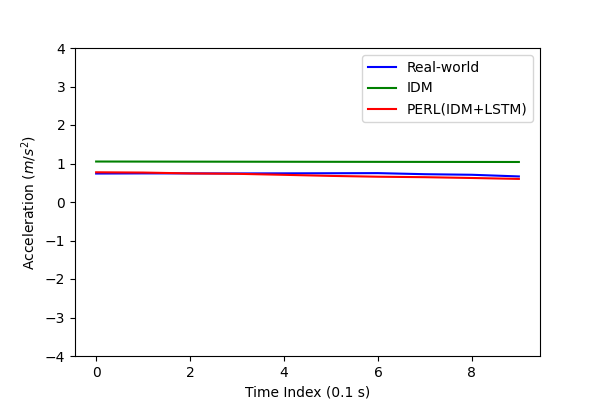 Real-world
IDM
PERL(IDM+LSTM)
4
3
2
1
0
−1
−2
−3
−4
Acceleration (m/s²)
0 2 4 6 8
Time Index (0.1 s)